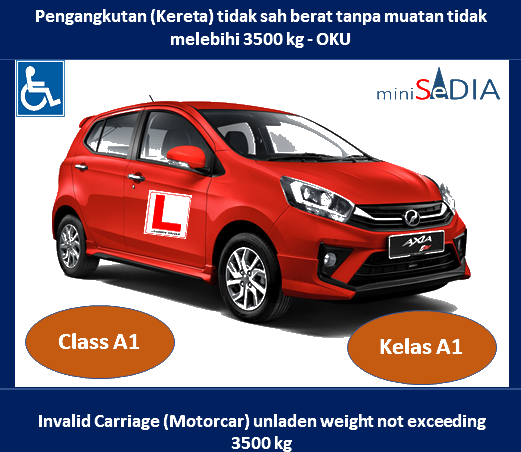 Pengangkutan (Kereta) tidak sah berat tanpa muatan tidak
melebihi 3500 kg - OKU
miniSeDIA
L
AXIA
Class A1
Kelas A1
Invalid Carriage (Motorcar) unladen weight not exceeding
3500 kg